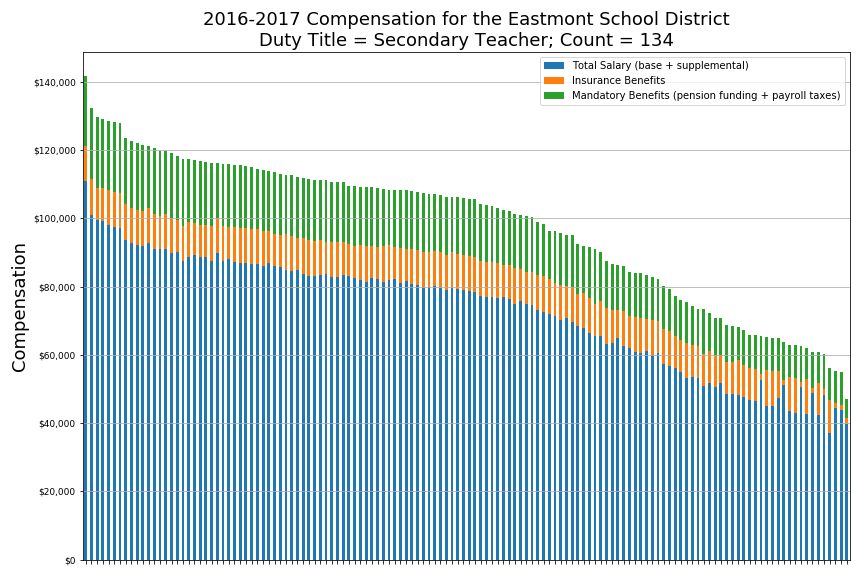 2016-2017 Compensation for the Eastmont School District
Duty Title = Secondary Teacher; Count = 134
Total Salary (base + supplemental)
Insurance Benefits
Mandatory Benefits (pension funding + payroll taxes)
Compensation
$140,000
$120,000
$100,000
$80,000
$60,000
$40,000
$20,000
$0